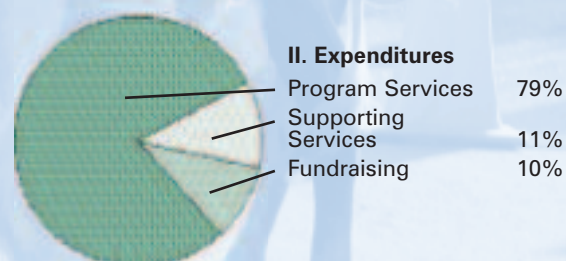 II. Expenditures
Program Services 79%
Supporting
Services 11%
Fundraising 10%